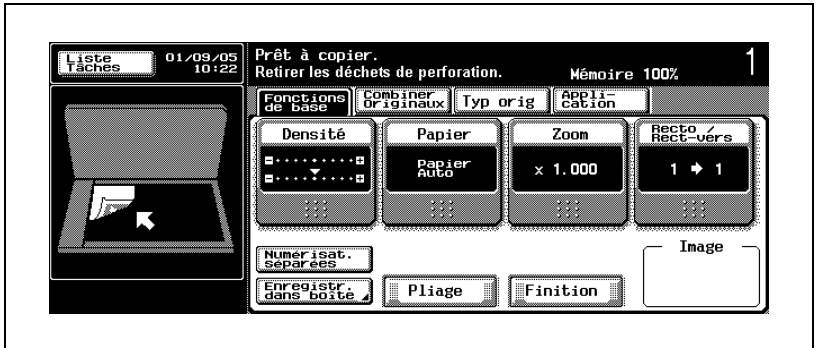 Liste
Tâches
01/09/05
10:22
Prêt à copier.
Retirer les déchets de perforation.
Mémoire 100%
1
Fonctions
de base
Combiner
Originaux
Typ orig
Appli-
cation
Densité
Papier
Zoom
Recto /
Rect-vers
Papier
Auto
x 1.000
1 → 1
Numérisat.
séparées
Enregistr.
dans boîte
Pliage
Finition
Image